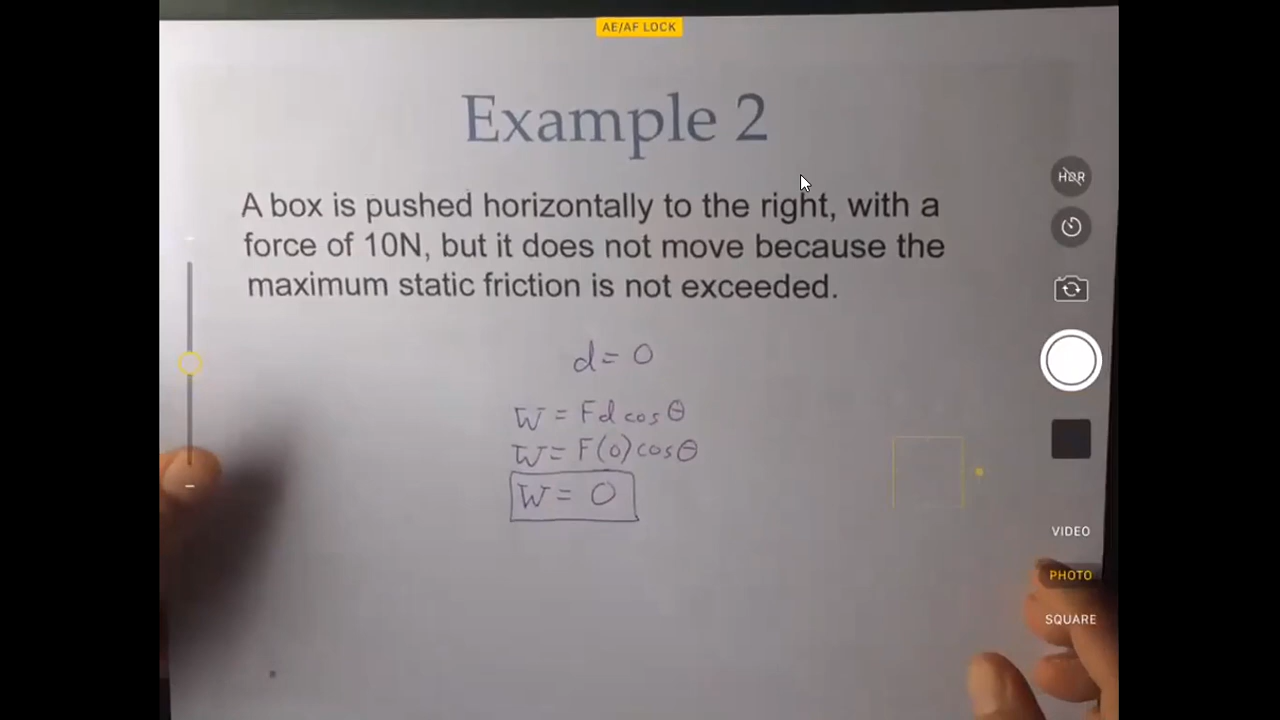 AE/AF LOCK
Example 2
HDR
A box is pushed horizontally to the right, with a
force of 10N, but it does not move because the
maximum static friction is not exceeded.
d = 0
W = Fd cos θ
W = F(0) cos θ
W = 0
VIDEO
PHOTO
SQUARE